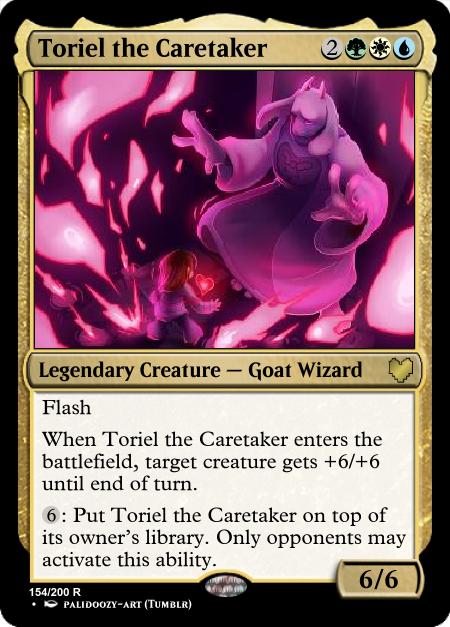 Toriel the Caretaker 2
Legendary Creature — Goat Wizard
Flash
When Toriel the Caretaker enters the
battlefield, target creature gets +6/+6
until end of turn.
6: Put Toriel the Caretaker on top of
its owner's library. Only opponents may
activate this ability.
6/6
154/200 R
• PALIDOOZY-ART (TUMBLR)